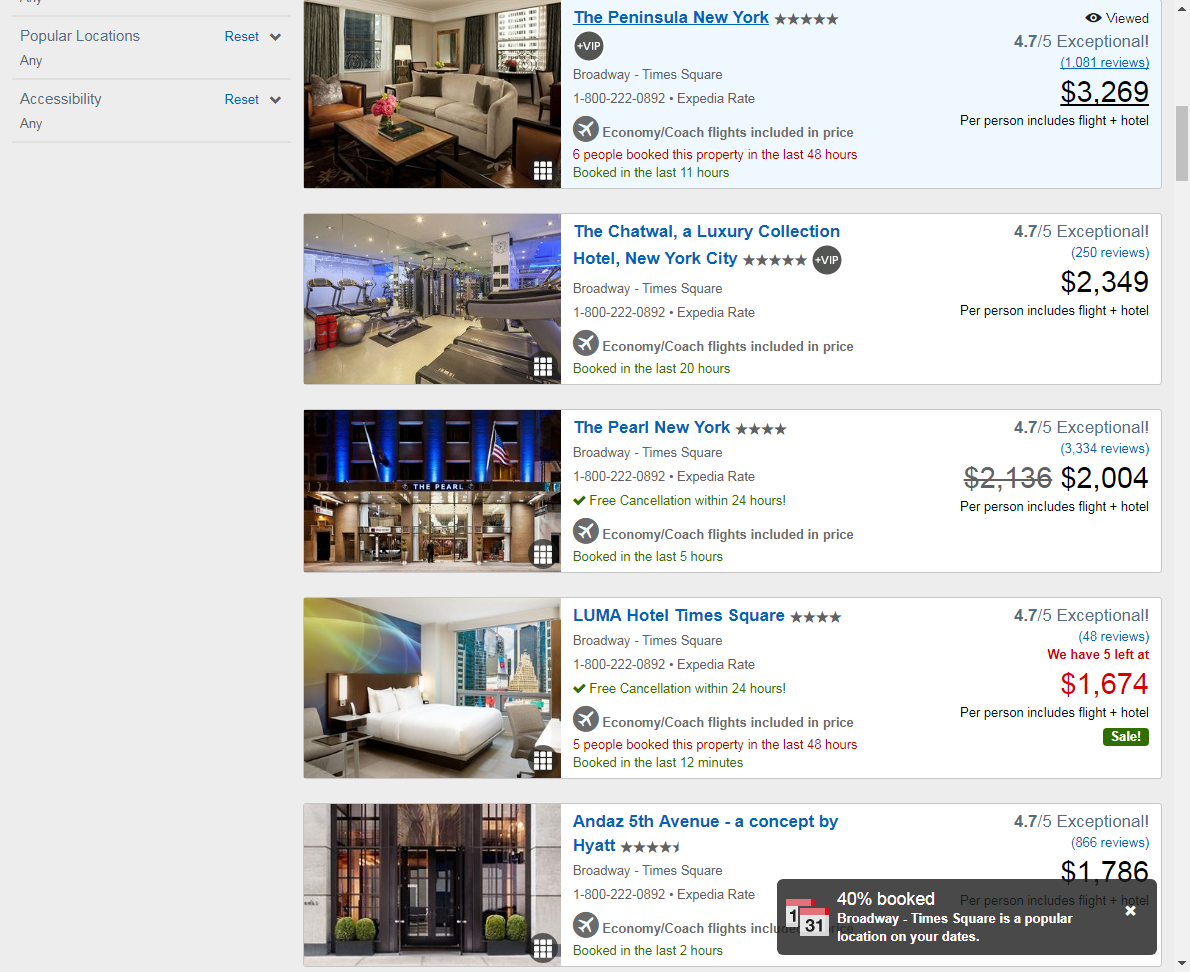 Any
Popular Locations Reset
Any
Accessibility Reset
Any
The Peninsula New York
+VIP
Broadway - Times Square
1-800-222-0892 • Expedia Rate
Economy/Coach flights included in price
6 people booked this property in the last 48 hours
Booked in the last 11 hours
Viewed
4.7/5 Exceptional!
(1,081 reviews)
$3,269
Per person includes flight + hotel
The Chatwal, a Luxury Collection
Hotel, New York City +VIP
Broadway - Times Square
1-800-222-0892 • Expedia Rate
Economy/Coach flights included in price
Booked in the last 20 hours
4.7/5 Exceptional!
(250 reviews)
$2,349
Per person includes flight + hotel
THE PEARL
The Pearl New York
Broadway - Times Square
1-800-222-0892 • Expedia Rate
Free Cancellation within 24 hours!
Economy/Coach flights included in price
Booked in the last 5 hours
4.7/5 Exceptional!
(3,334 reviews)
$2,136 $2,004
Per person includes flight + hotel
LUMA Hotel Times Square
Broadway - Times Square
1-800-222-0892 • Expedia Rate
Free Cancellation within 24 hours!
Economy/Coach flights included in price
5 people booked this property in the last 48 hours
Booked in the last 12 minutes
4.7/5 Exceptional!
(48 reviews)
We have 5 left at
$1,674
Per person includes flight + hotel
Sale!
Andaz 5th Avenue - a concept by
Hyatt
Broadway - Times Square
1-800-222-0892 • Expedia Rate
Economy/Coach flights included in price
Booked in the last 2 hours
4.7/5 Exceptional!
(866 reviews)
$1,786
Per person includes flight + hotel
1
31
40% booked
Broadway - Times Square is a popular
location on your dates.